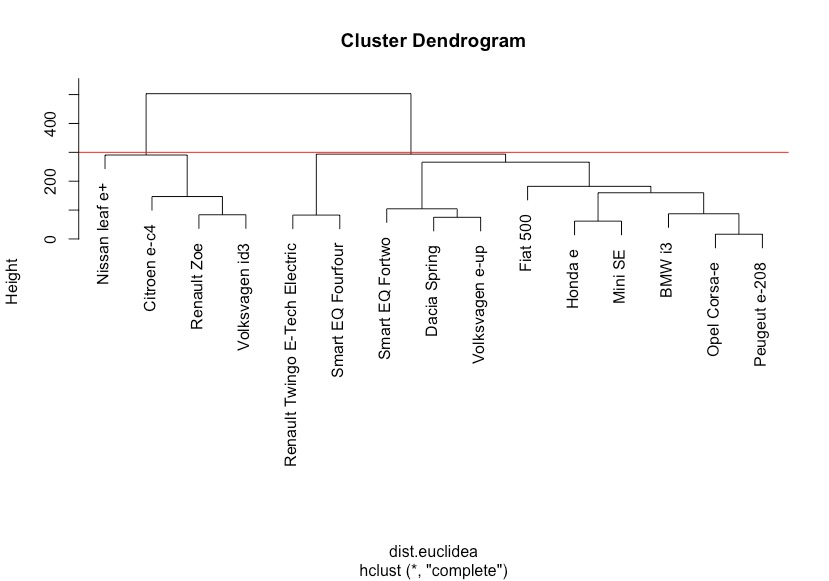 Cluster Dendrogram
Height
400
200
0
Nissan leaf e+
Citroen e-c4
Renault Zoe
Volksvagen id3
Renault Twingo E-Tech Electric
Smart EQ Fourfour
Smart EQ Fortwo
Dacia Spring
Volksvagen e-up
Fiat 500
Honda e
Mini SE
BMW i3
Opel Corsa-e
Peugeut e-208
dist.euclidea
hclust (*, "complete")